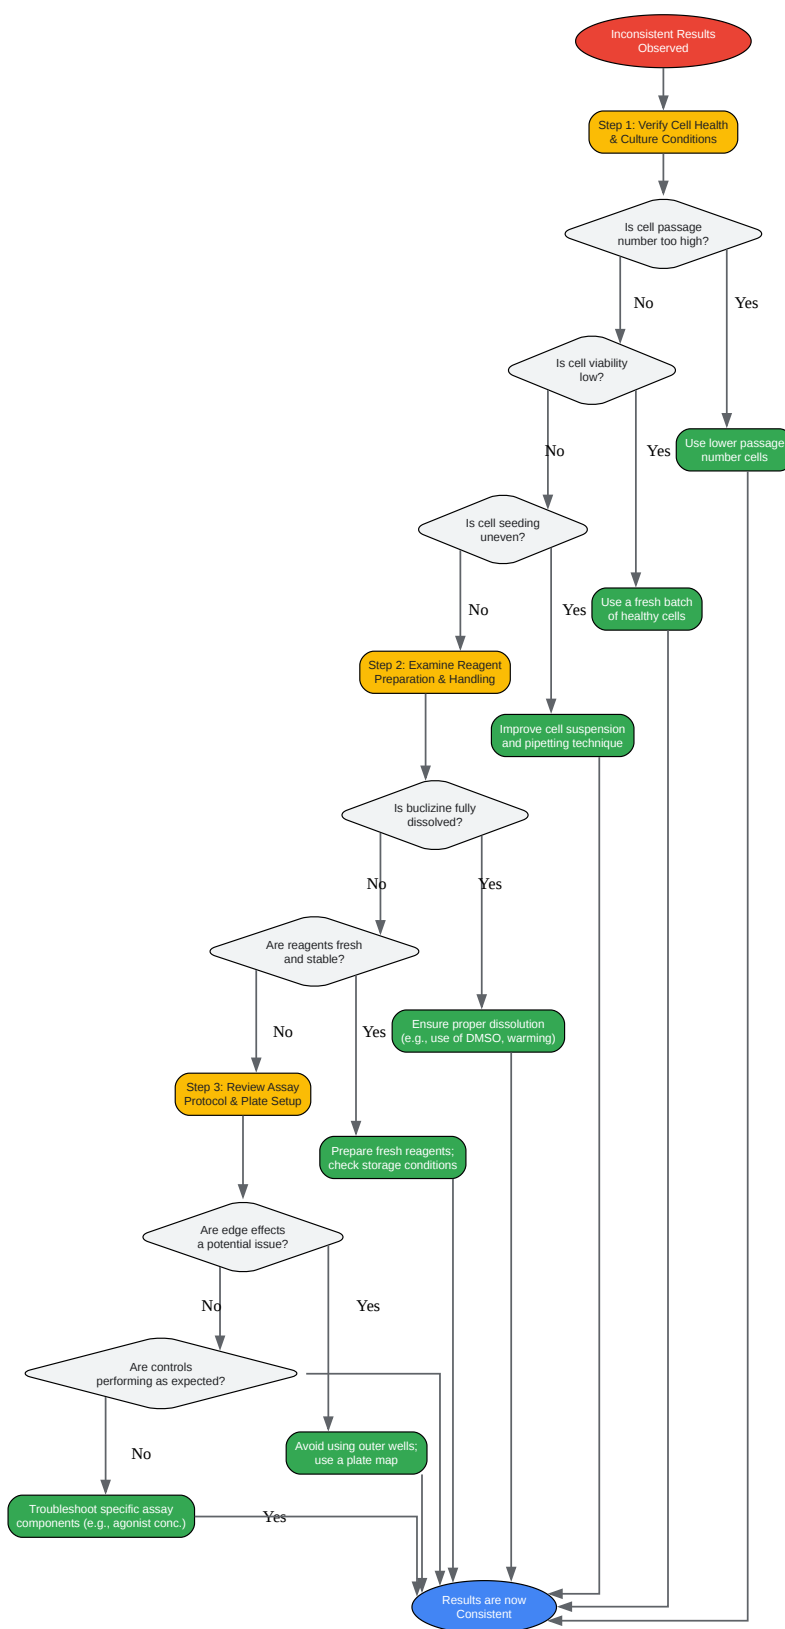 Inconsistent Results
Observed
Step 1: Verify Cell Health
& Culture Conditions
Is cell passage
number too high?
No
Yes
Is cell viability
low?
Use lower passage
number cells
No
Yes
Is cell seeding
uneven?
Use a fresh batch
of healthy cells
No
Yes
Step 2: Examine Reagent
Preparation & Handling
Improve cell suspension
and pipetting technique
Is buclizine fully
dissolved?
No
Yes
Are reagents fresh
and stable?
Ensure proper dissolution
(e.g., use of DMSO, warming)
No
Yes
Step 3: Review Assay
Protocol & Plate Setup
Prepare fresh reagents;
check storage conditions
Are edge effects
a potential issue?
No
Yes
Are controls
performing as expected?
Avoid using outer wells;
use a plate map
No
Troubleshoot specific assay
components (e.g., agonist conc.)
Yes
Results are now
Consistent